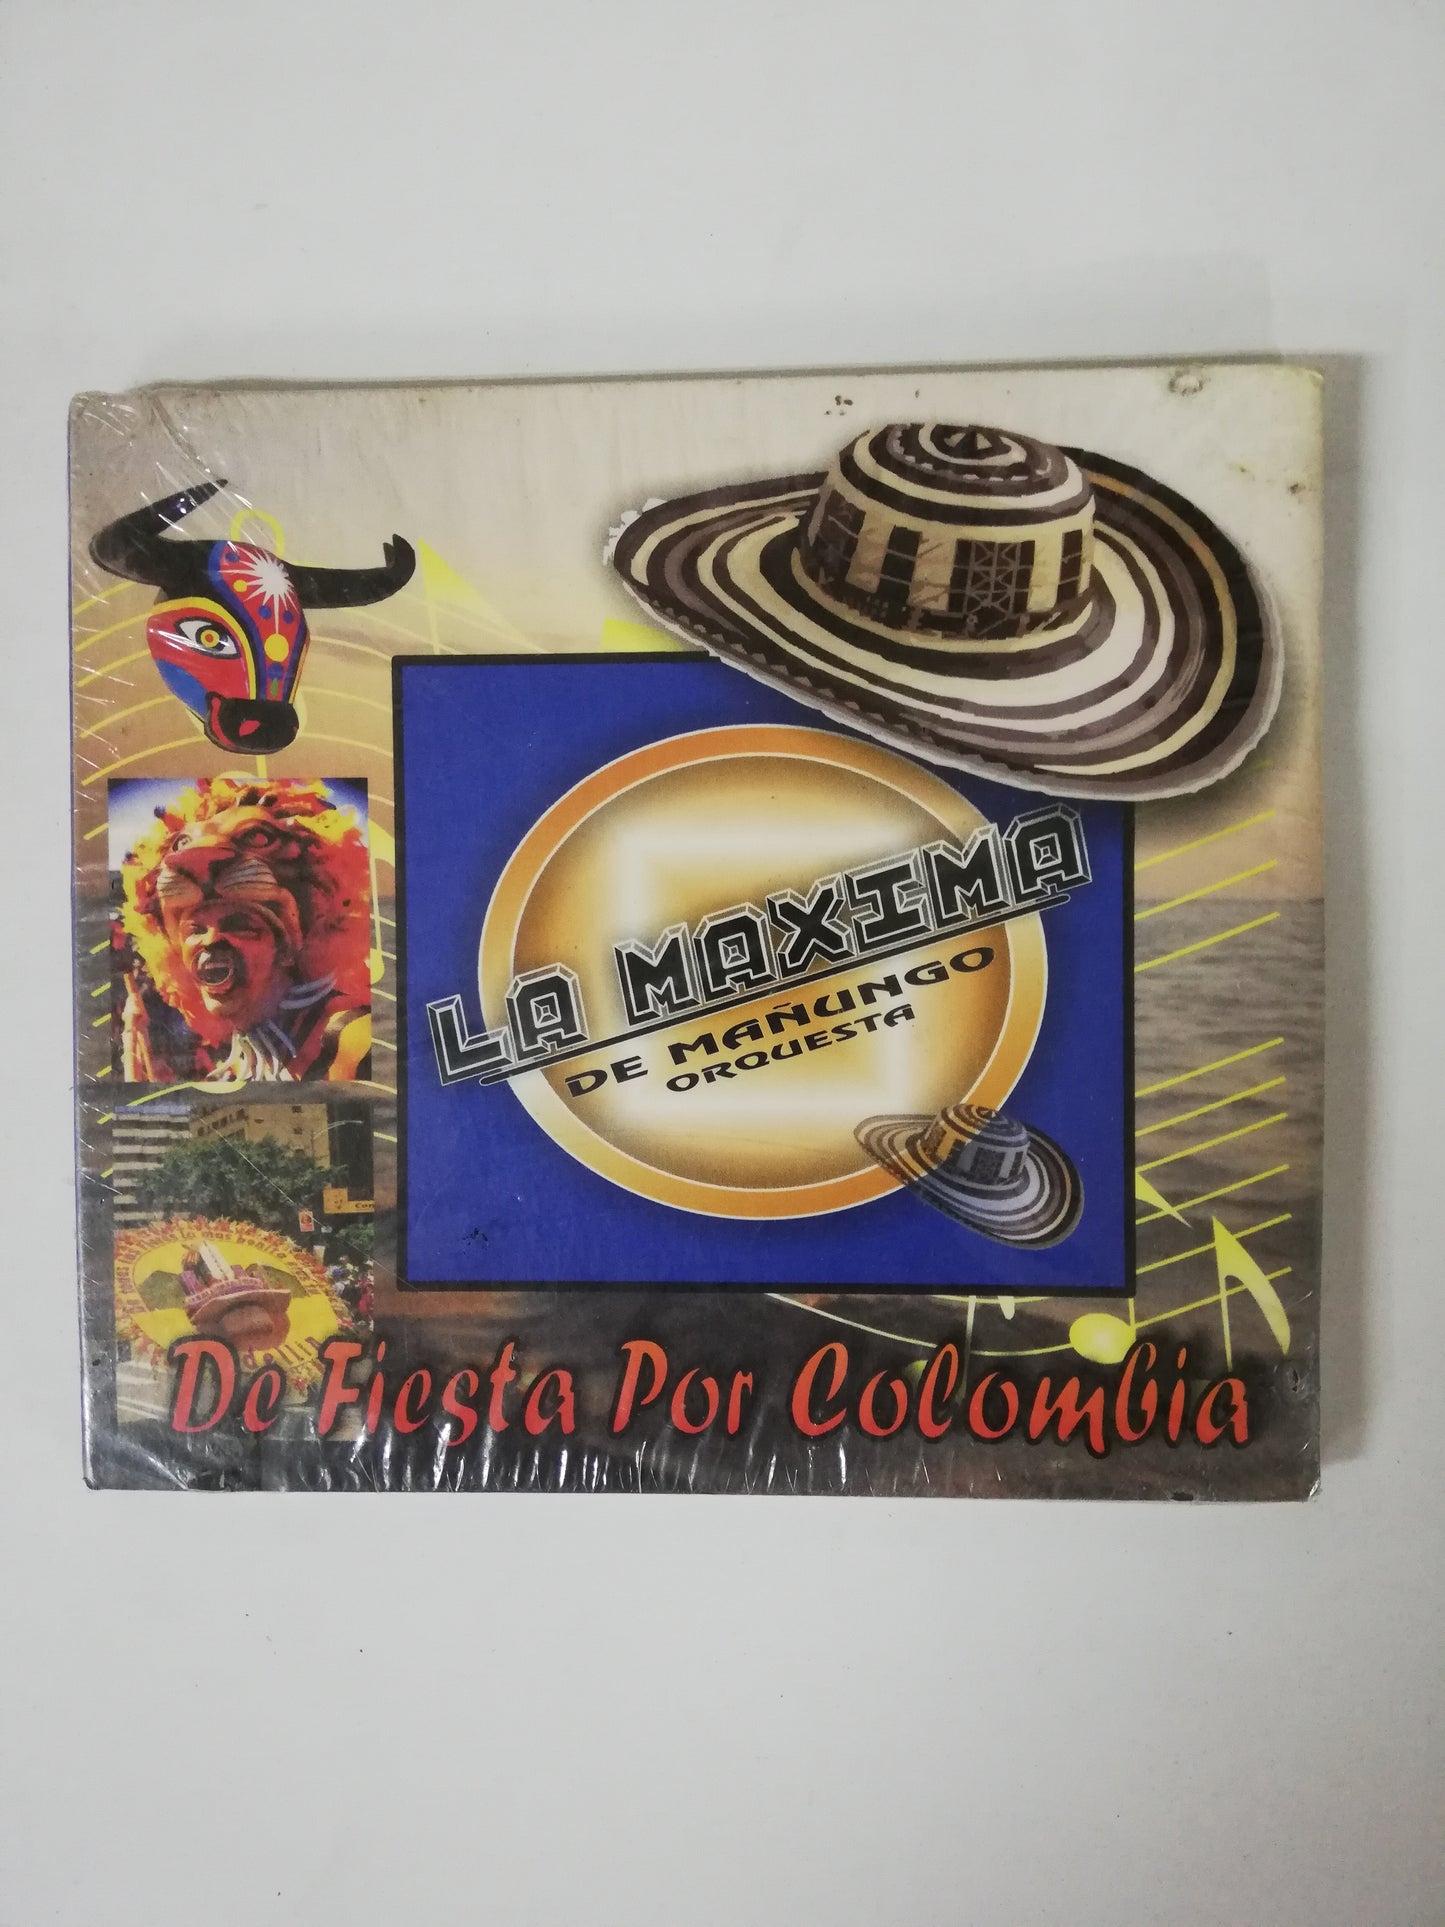 LA MAXIMA
DE MAÑUNGO
ORQUESTA
De Fiesta Por Colombia